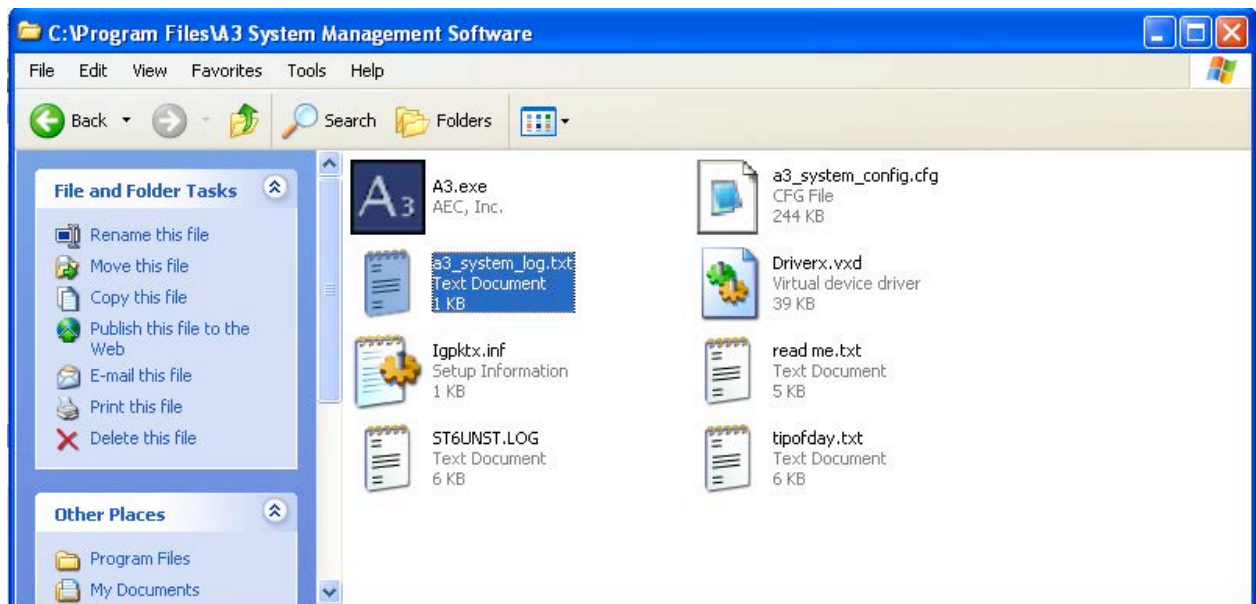 C:\Program Files\A3 System Management Software
File Edit View Favorites Tools Help
Back Search Folders
File and Folder Tasks
Rename this file
Move this file
Copy this file
Publish this file to the
Web
E-mail this file
Print this file
Delete this file
Other Places
Program Files
My Documents
A3
A3.exe
AEC, Inc.
a3_system_config.cfg
CFG File
244 KB
a3_system_log.txt
Text Document
1 KB
Driverx.vxd
Virtual device driver
39 KB
Igpktx.inf
Setup Information
1 KB
read me.txt
Text Document
5 KB
ST6UNST.LOG
Text Document
6 KB
tipofday.txt
Text Document
6 KB